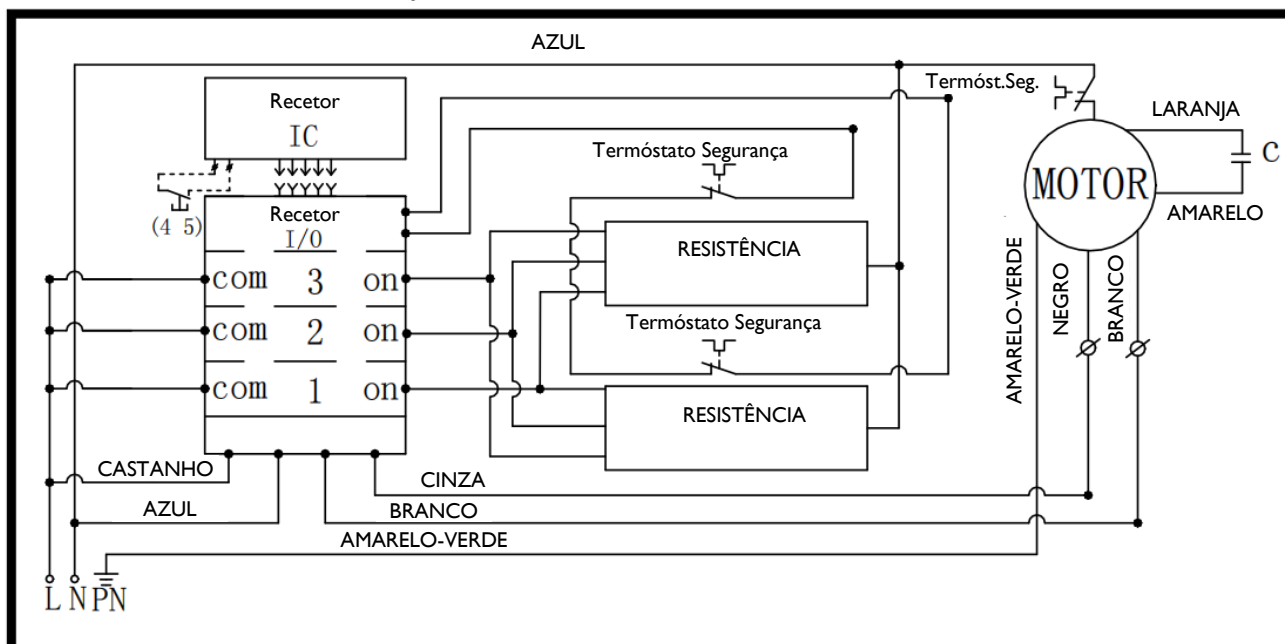 AZUL
Recetor
IC
Termóst.Seg.
LARANJA
C
MOTOR
AMARELO
Termóstato Segurança
(4 5)
Recetor
I/O
RESISTÊNCIA
com 3 on
com 2 on
com 1 on
Termóstato Segurança
RESISTÊNCIA
AMARELO-VERDE
NEGRO
BRANCO
CASTANHO
CINZA
AZUL
BRANCO
AMARELO-VERDE
L N PN